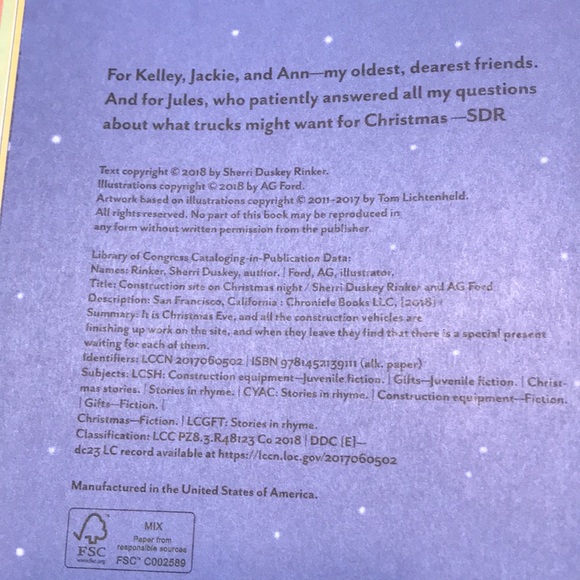 For Kelley, Jackie, and Ann—my oldest, dearest friends.
And for Jules, who patiently answered all my questions
about what trucks might want for Christmas —SDR
Text copyright © 2018 by Sherri Duskey Rinker.
Illustrations copyright © 2018 by AG Ford.
Artwork based on illustrations copyright © 2011–2017 by Tom Lichtenheld.
All rights reserved. No part of this book may be reproduced in
any form without written permission from the publisher.
Library of Congress Cataloging-in-Publication Data:
Names: Rinker, Sherri Duskey, author. | Ford, AG, illustrator.
Title: Construction site on Christmas night / Sherri Duskey Rinker and AG Ford
Description: San Francisco, California : Chronicle Books LLC, [2018]
Summary: It is Christmas Eve, and all the construction vehicles are
finishing up work on the site, and when they leave they find that there is a special present
waiting for each of them.
Identifiers: LCCN 2017060502 | ISBN 9781452139111 (alk. paper)
Subjects: LCSH: Construction equipment—Juvenile fiction. | Gifts—Juvenile fiction. | Christ-
mas stories. | Stories in rhyme. | CYAC: Stories in rhyme. | Construction equipment—Fiction.
| Gifts—Fiction. |
Christmas—Fiction. | LCGFT: Stories in rhyme.
Classification: LCC PZ8.3.R48123 Co 2018 | DDC [E]—
dc23 LC record available at https://lccn.loc.gov/2017060502
Manufactured in the United States of America.
MIX
Paper from
responsible sources
FSC
www.fsc.org
FSC™ C002589